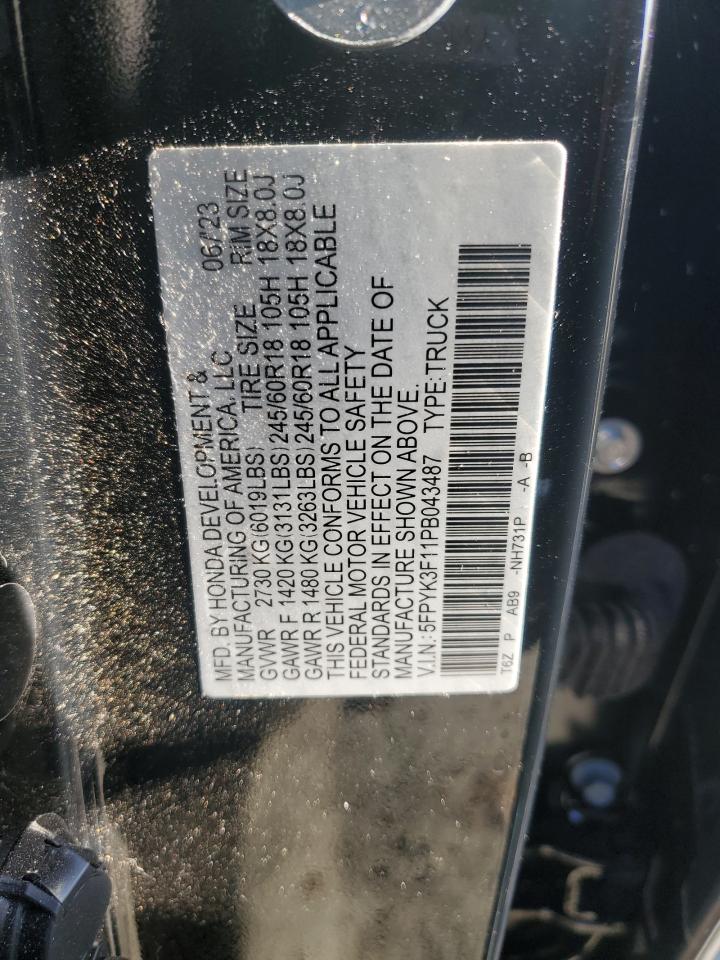 MFD. BY HONDA DEVELOPMENT & 06/23
MANUFACTURING OF AMERICA, LLC
GVWR 2730 KG(6019LBS) TIRE SIZE RIM SIZE
GAWR F 1420 KG(3131LBS)245/60R18 105H 18X8.0J
GAWR R 1480 KG(3263LBS)245/60R18 105H 18X8.0J
THIS VEHICLE CONFORMS TO ALL APPLICABLE
FEDERAL MOTOR VEHICLE SAFETY
STANDARDS IN EFFECT ON THE DATE OF
MANUFACTURE SHOWN ABOVE.
V.I.N.: 5FPYK3F11PB043487 TYPE:TRUCK
T6Z P AB9 -NH731P -A -B